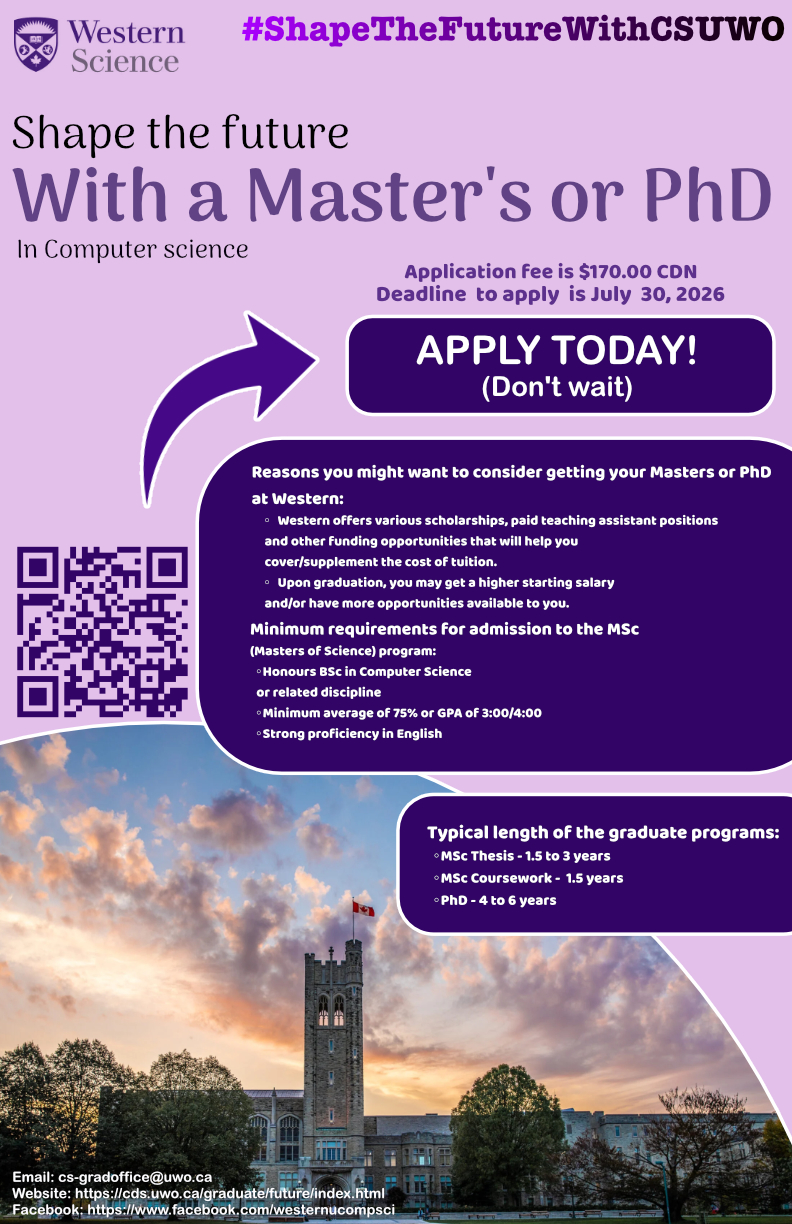 Western
Science
#ShapeTheFutureWithCSUWO
Shape the future
With a Master's or PhD
In Computer science
Application fee is $170.00 CDN
Deadline to apply is July 30, 2026
APPLY TODAY!
(Don't wait)
Reasons you might want to consider getting your Masters or PhD
at Western:
◦ Western offers various scholarships, paid teaching assistant positions
and other funding opportunities that will help you
cover/supplement the cost of tuition.
◦ Upon graduation, you may get a higher starting salary
and/or have more opportunities available to you.
Minimum requirements for admission to the MSc
(Masters of Science) program:
◦Honours BSc in Computer Science
or related discipline
◦Minimum average of 75% or GPA of 3:00/4:00
◦Strong proficiency in English
Typical length of the graduate programs:
◦MSc Thesis - 1.5 to 3 years
◦MSc Coursework - 1.5 years
◦PhD - 4 to 6 years
Email: cs-gradoffice@uwo.ca
Website: https://cds.uwo.ca/graduate/future/index.html
Facebook: https://www.facebook.com/westernucompsci